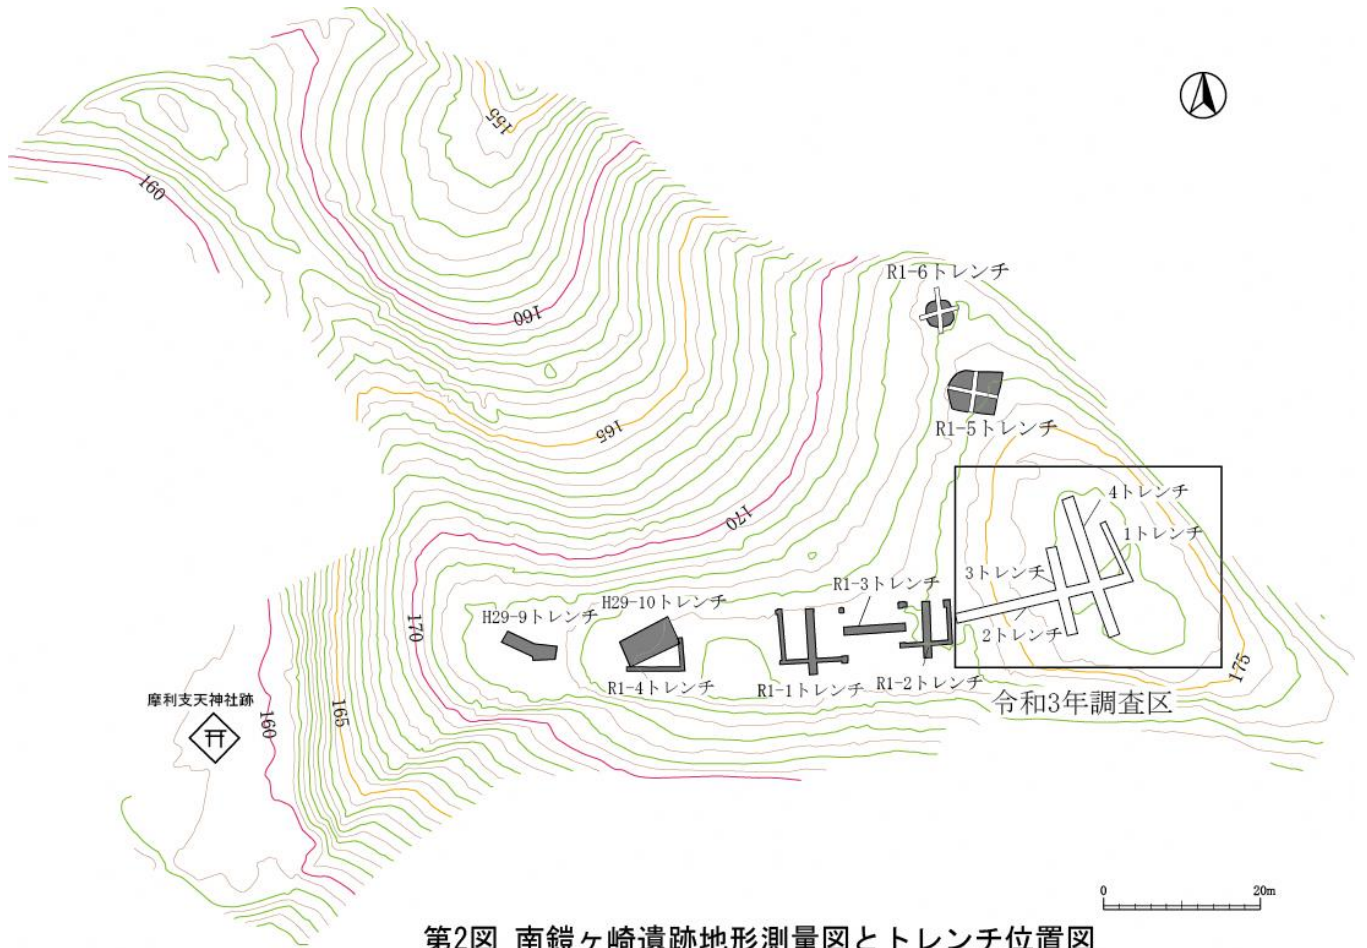 155
160
R1-6トレンチ
160
R1-5トレンチ
165
4トレンチ
170
1トレンチ
3トレンチ
R1-3トレンチ
H29-10トレンチ
H29-9トレンチ
170
2トレンチ
175
R1-4トレンチ
R1-1トレンチ
R1-2トレンチ
令和3年調査区
摩利支天神社跡
160
165
0 20m
第2図 南鎧ヶ崎遺跡地形測量図とトレンチ位置図